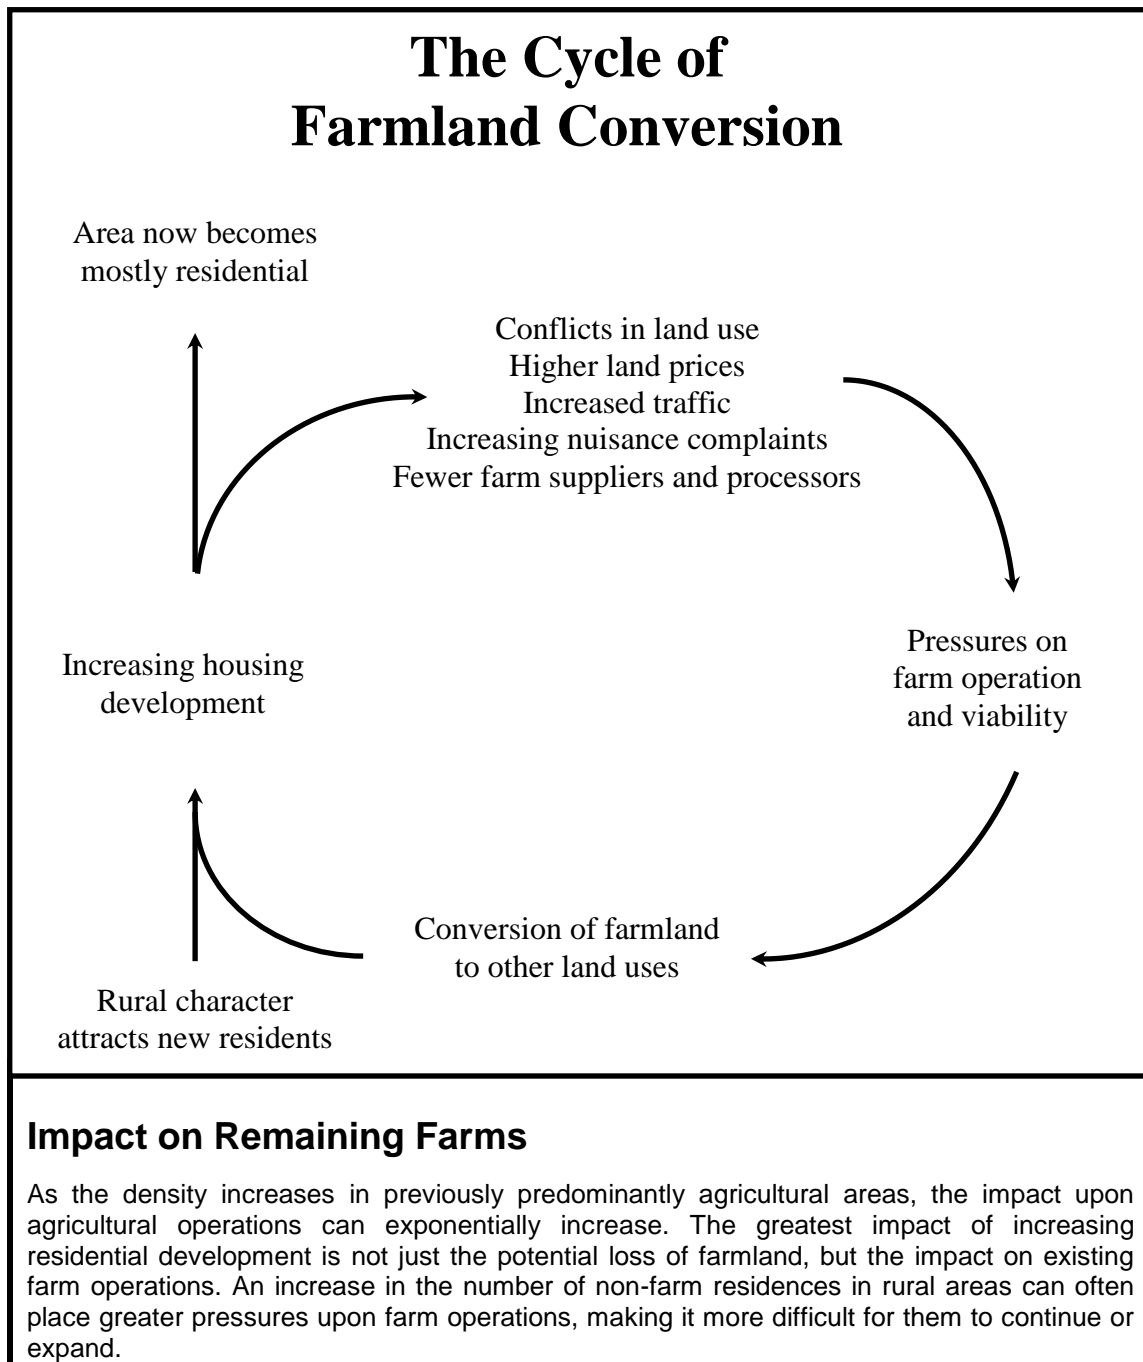 The Cycle of
Farmland Conversion
Area now becomes
mostly residential
Conflicts in land use
Higher land prices
Increased traffic
Increasing nuisance complaints
Fewer farm suppliers and processors
Increasing housing
development
Pressures on
farm operation
and viability
Conversion of farmland
to other land uses
Rural character
attracts new residents
Impact on Remaining Farms
As the density increases in previously predominantly agricultural areas, the impact upon
agricultural operations can exponentially increase. The greatest impact of increasing
residential development is not just the potential loss of farmland, but the impact on existing
farm operations. An increase in the number of non-farm residences in rural areas can often
place greater pressures upon farm operations, making it more difficult for them to continue or
expand.